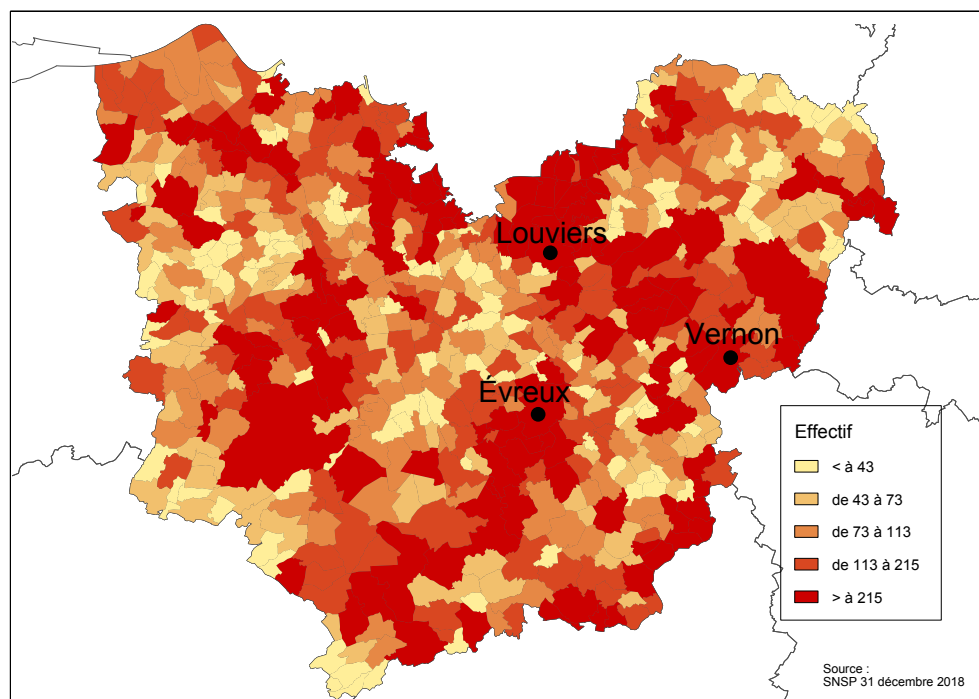 Louviers
Vernon
Évreux
Effectif
< à 43
de 43 à 73
de 73 à 113
de 113 à 215
> à 215
Source :
SNSP 31 décembre 2018